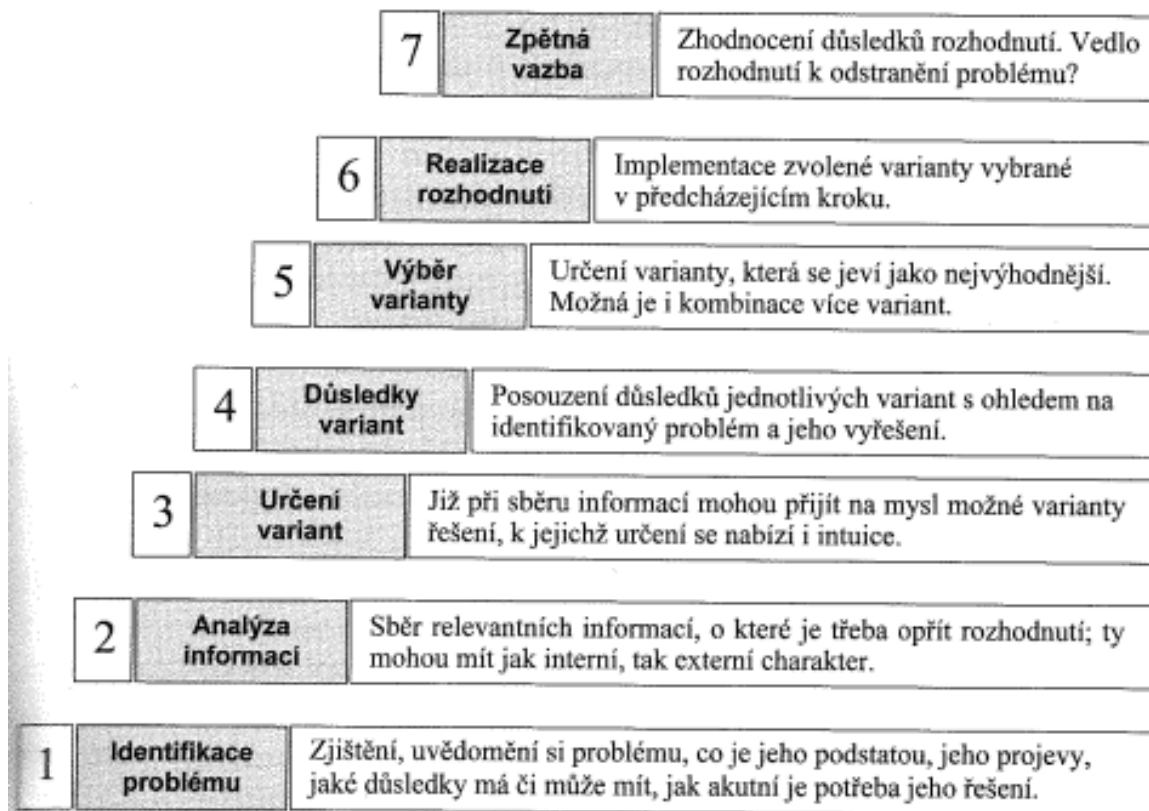 7
Zpětná
vazba
Zhodnocení důsledků rozhodnutí. Vedlo
rozhodnutí k odstranění problému?
6
Realizace
rozhodnutí
Implementace zvolené varianty vybrané
v předcházejícím kroku.
5
Výběr
varianty
Určení varianty, která se jeví jako nejvýhodnější.
Možná je i kombinace více variant.
4
Důsledky
variant
Posouzení důsledků jednotlivých variant s ohledem na
identifikovaný problém a jeho vyřešení.
3
Určení
variant
Již při sběru informací mohou přijít na mysl možné varianty
řešení, k jejichž určení se nabízí i intuice.
2
Analýza
informací
Sběr relevantních informací, o které je třeba opřít rozhodnutí; ty
mohou mít jak interní, tak externí charakter.
1
Identifikace
problému
Zjištění, uvědomění si problému, co je jeho podstatou, jeho projevy,
jaké důsledky má či může mít, jak akutní je potřeba jeho řešení.